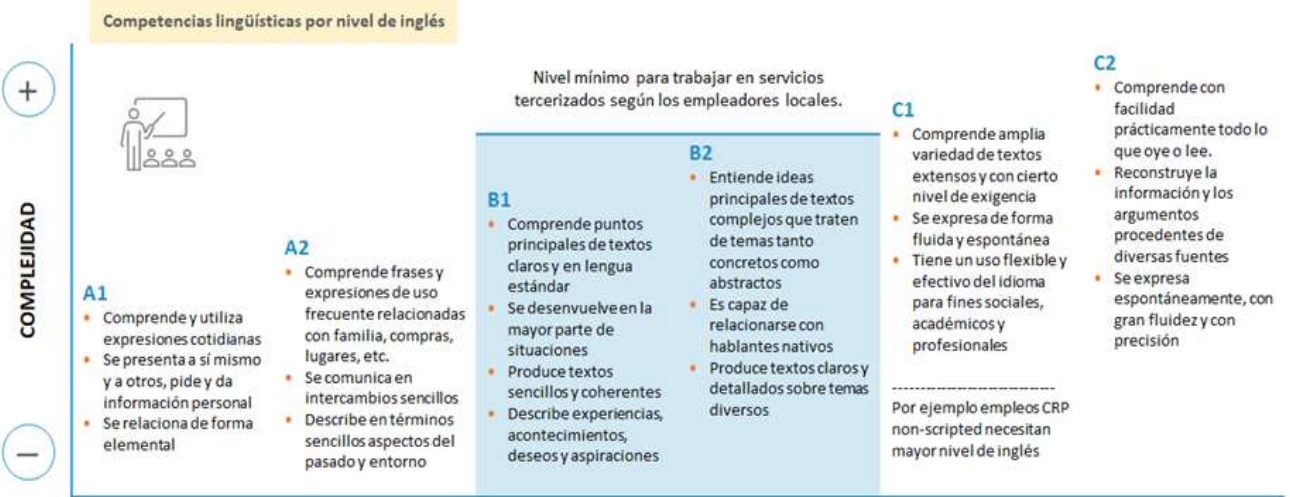 Competencias lingüísticas por nivel de inglés
+
COMPLEJIDAD
−
A1
• Comprende y utiliza
expresiones cotidianas
• Se presenta a sí mismo
y a otros, pide y da
información personal
• Se relaciona de forma
elemental
A2
• Comprende frases y
expresiones de uso
frecuente relacionadas
con familia, compras,
lugares, etc.
• Se comunica en
intercambios sencillos
• Describe en términos
sencillos aspectos del
pasado y entorno
Nivel mínimo para trabajar en servicios
tercerizados según los empleadores locales.
B1
• Comprende puntos
principales de textos
claros y en lengua
estándar
• Se desenvuelve en la
mayor parte de
situaciones
• Produce textos
sencillos y coherentes
• Describe experiencias,
acontecimientos,
deseos y aspiraciones
B2
• Entiende ideas
principales de textos
complejos que traten
de temas tanto
concretos como
abstractos
• Es capaz de
relacionarse con
hablantes nativos
• Produce textos claros y
detallados sobre temas
diversos
C1
• Comprende amplia
variedad de textos
extensos y con cierto
nivel de exigencia
• Se expresa de forma
fluida y espontánea
• Tiene un uso flexible y
efectivo del idioma
para fines sociales,
académicos y
profesionales
-----------------------------
Por ejemplo empleos CRP
non-scripted necesitan
mayor nivel de inglés
C2
• Comprende con
facilidad
prácticamente todo lo
que oye o lee.
• Reconstruye la
información y los
argumentos
procedentes de
diversas fuentes
• Se expresa
espontáneamente, con
gran fluidez y con
precisión